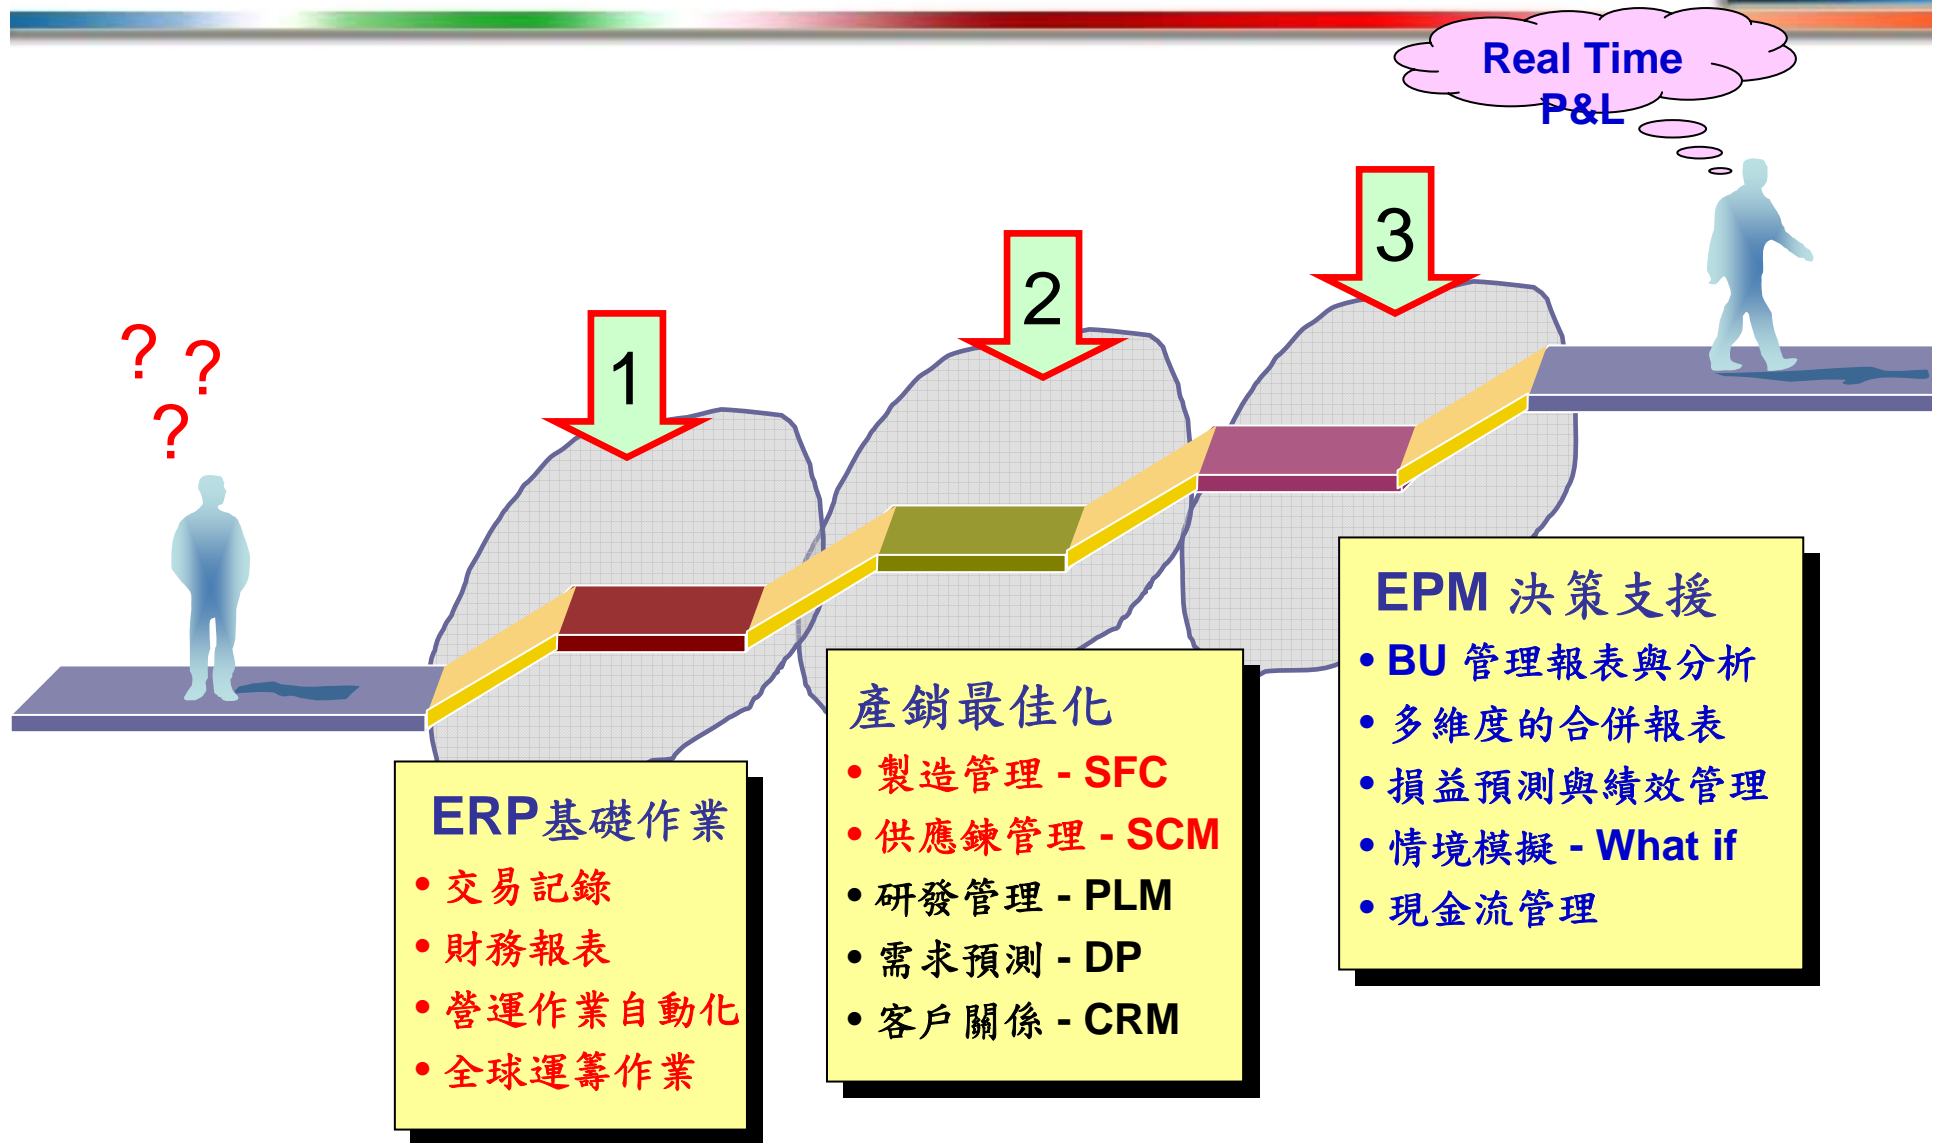 Real Time
P&L
3
2
1
? ?
?
ERP基礎作業
• 交易記錄
• 財務報表
• 營運作業自動化
• 全球運籌作業
產銷最佳化
• 製造管理 - SFC
• 供應鍊管理 - SCM
• 研發管理 - PLM
• 需求預測 - DP
• 客戶關係 - CRM
EPM 決策支援
• BU 管理報表與分析
• 多維度的合併報表
• 損益預測與績效管理
• 情境模擬 - What if
• 現金流管理